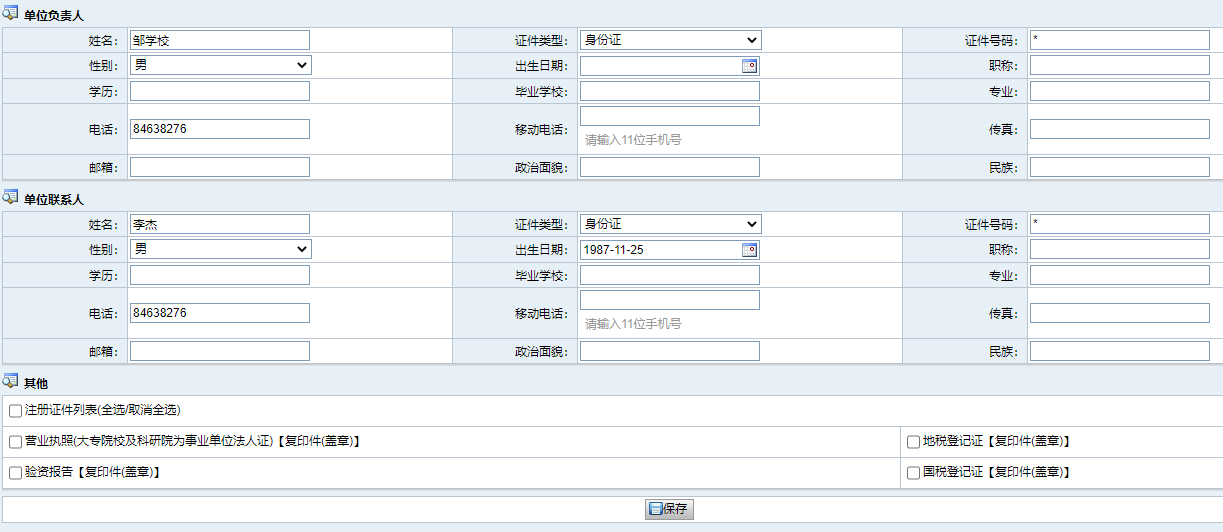 单位负责人
姓名： 邹学校 证件类型： 身份证 证件号码： *
性别： 男 出生日期： 职称：
学历： 毕业学校： 专业：
电话： 84638276 移动电话： 传真：
请输入11位手机号
邮箱： 政治面貌： 民族：
单位联系人
姓名： 李杰 证件类型： 身份证 证件号码： *
性别： 男 出生日期： 1987-11-25 职称：
学历： 毕业学校： 专业：
电话： 84638276 移动电话： 传真：
请输入11位手机号
邮箱： 政治面貌： 民族：
其他
注册证件列表(全选/取消全选)
营业执照(大专院校及科研院为事业单位法人证)【复印件(盖章)】 地税登记证【复印件(盖章)】
验资报告【复印件(盖章)】 国税登记证【复印件(盖章)】
保存